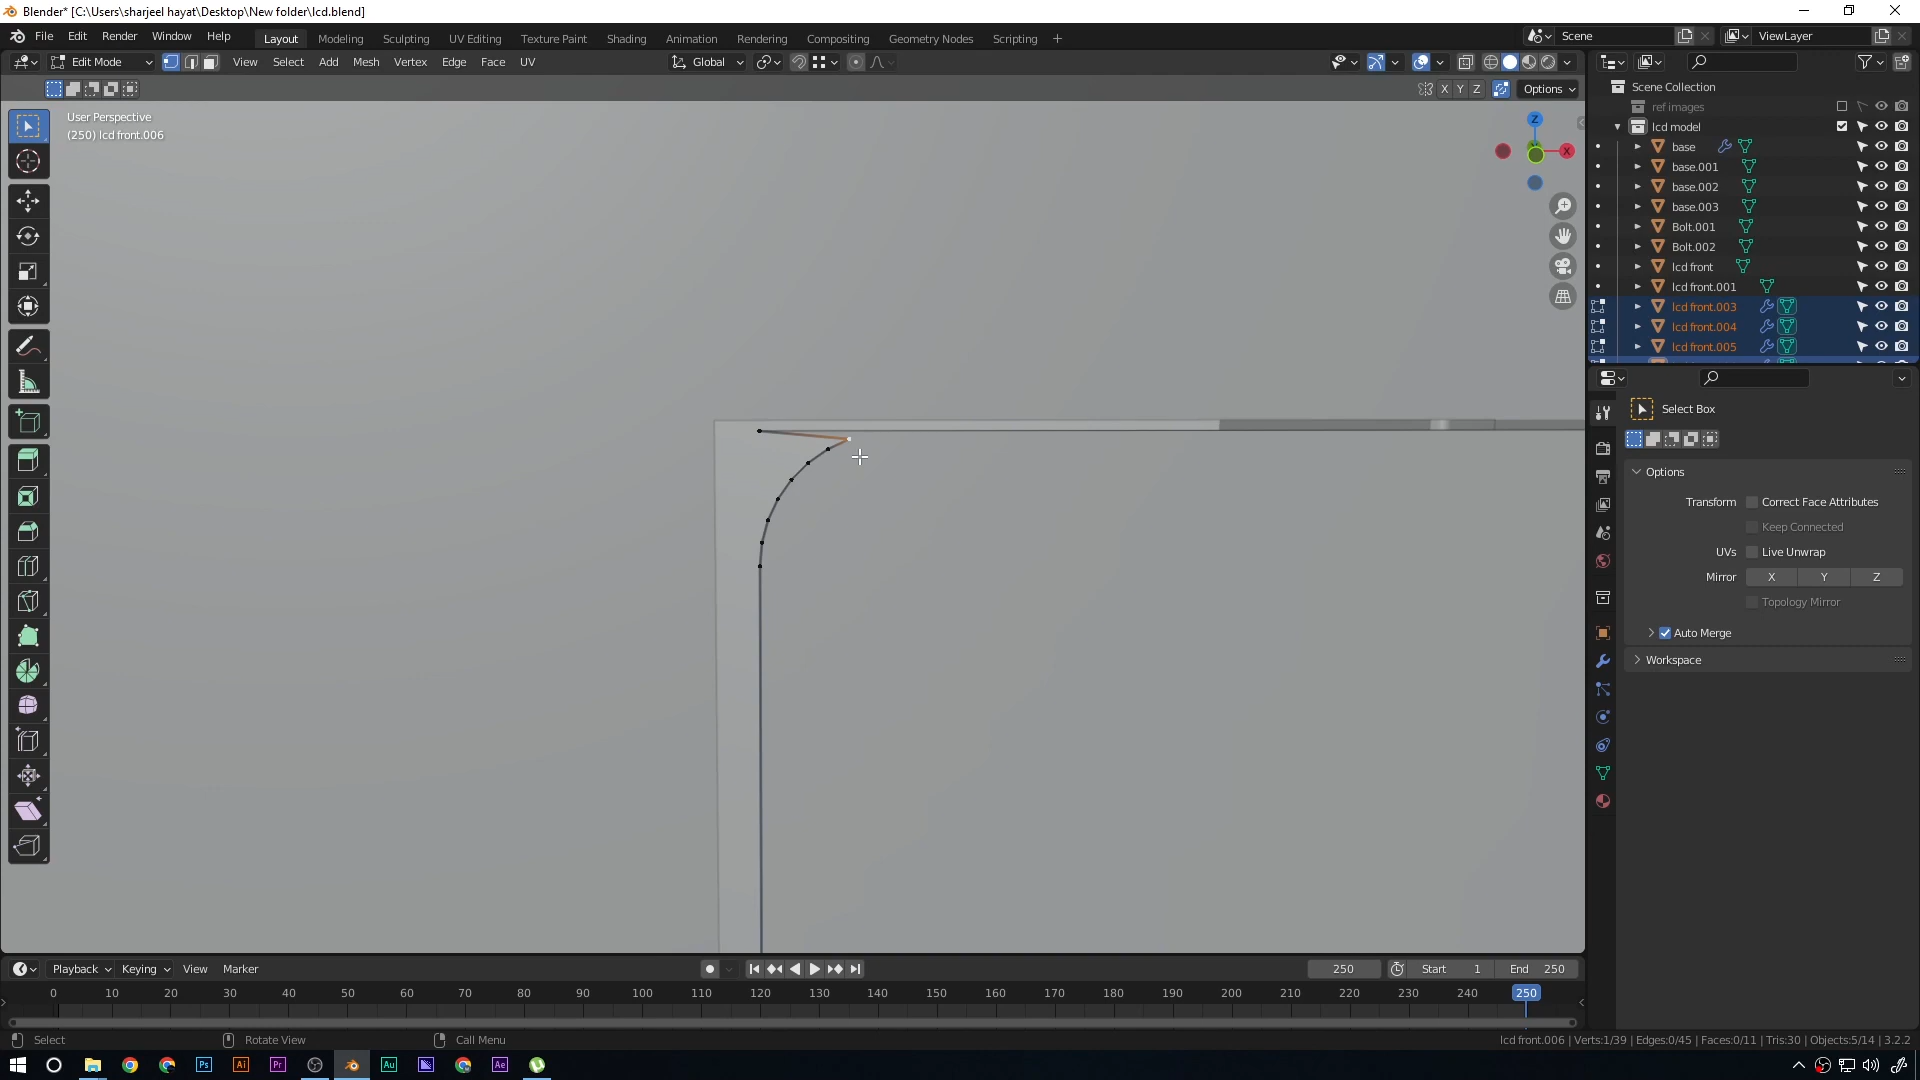 Blender* [C:\Users\sharjeel hayat\Desktop\New folder\lcd.blend]
File Edit Render Window Help Layout Modeling Sculpting UV Editing Texture Paint Shading Animation Rendering Compositing Geometry Nodes Scripting + Scene ViewLayer
Edit Mode View Select Add Mesh Vertex Edge Face UV Global
X Y Z Options
User Perspective
(250) lcd front.006
Z
X
Scene Collection
ref images
lcd model
base
base.001
base.002
base.003
Bolt.001
Bolt.002
lcd front
lcd front.001
lcd front.003
lcd front.004
lcd front.005
Select Box
Options
Transform Correct Face Attributes
Keep Connected
UVs Live Unwrap
Mirror X Y Z
Topology Mirror
Auto Merge
Workspace
Playback Keying View Marker 250 Start 1 End 250
0 10 20 30 40 50 60 70 80 90 100 110 120 130 140 150 160 170 180 190 200 210 220 230 240 250
Select Rotate View Call Menu lcd front.006 | Verts:1/39 | Edges:0/45 | Faces:0/11 | Tris:30 | Objects:5/14 | 3.2.2
Ps Ai Pr Au Ae